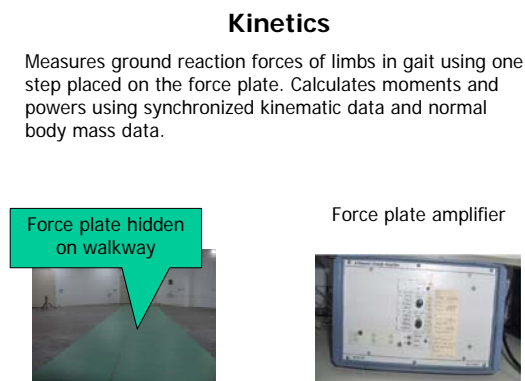 Kinetics
Measures ground reaction forces of limbs in gait using one
step placed on the force plate. Calculates moments and
powers using synchronized kinematic data and normal
body mass data.
Force plate hidden
on walkway
Force plate amplifier